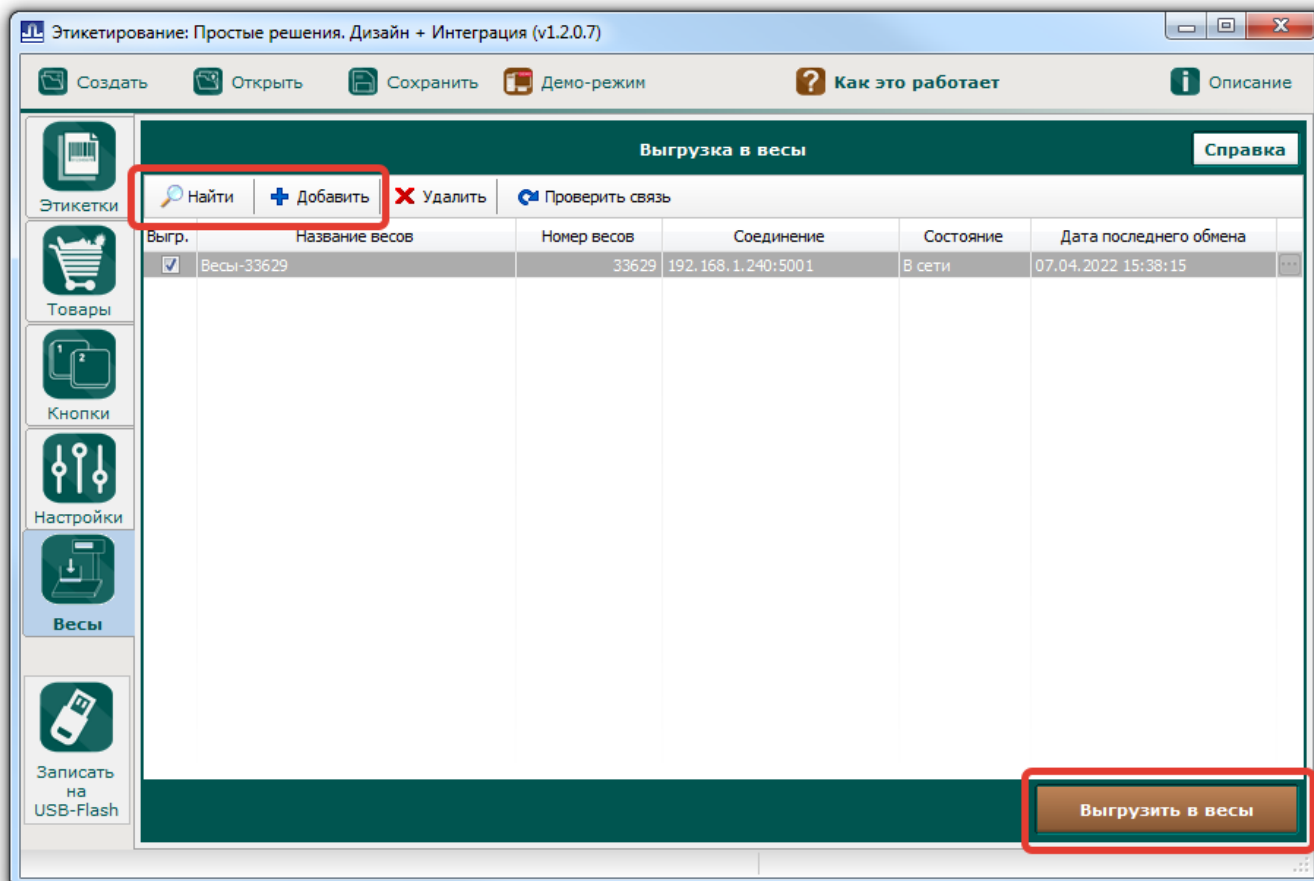 Этикетирование: Простые решения. Дизайн + Интеграция (v1.2.0.7)
Создать Открыть Сохранить Демо-режим ? Как это работает i Описание
Выгрузка в весы Справка
Этикетки
Найти Добавить Удалить Проверить связь
Выгр. Название весов Номер весов Соединение Состояние Дата последнего обмена
Весы-33629 33629 192.168.1.240:5001 В сети 07.04.2022 15:38:15 ...
Товары
1 2
Кнопки
Настройки
Весы
Записать
на
USB-Flash
Выгрузить в весы